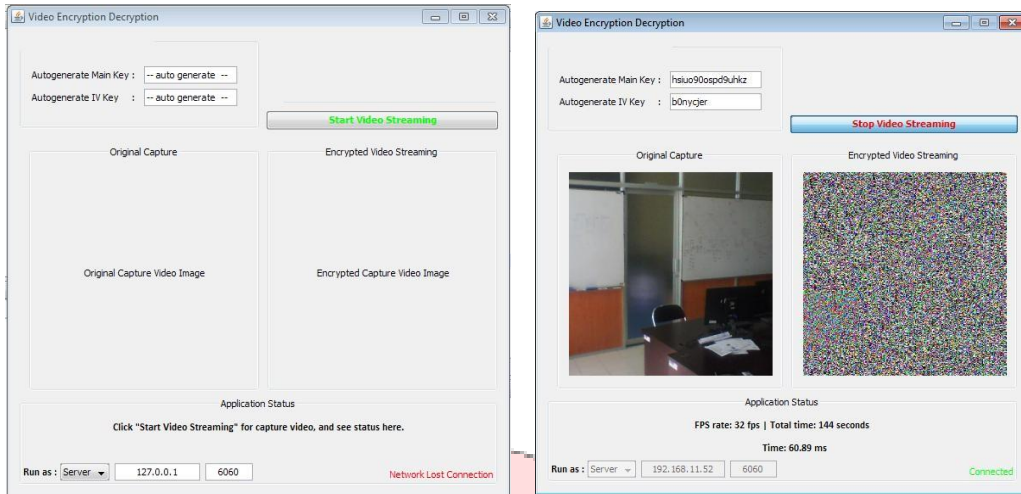 Video Encryption Decryption
Autogenerate Main Key :
-- auto generate --
Autogenerate IV Key :
-- auto generate --
Start Video Streaming
Original Capture
Encrypted Video Streaming
Original Capture Video Image
Encrypted Capture Video Image
Application Status
Click "Start Video Streaming" for capture video, and see status here.
Run as : Server 127.0.0.1 6060
Network Lost Connection
Video Encryption Decryption
Autogenerate Main Key :
hsiuo90ospd9uhkz
Autogenerate IV Key :
b0nycjer
Stop Video Streaming
Original Capture
Encrypted Video Streaming
Application Status
FPS rate: 32 fps | Total time: 144 seconds
Time: 60.89 ms
Run as : Server 192.168.11.52 6060
Connected